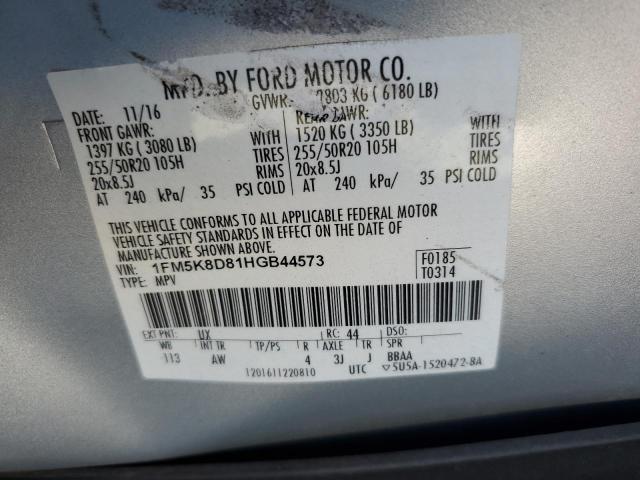 MFD. BY FORD MOTOR CO.
DATE: 11/16 GVWR: 2803 KG ( 6180 LB)
FRONT GAWR: REAR GAWR:
1397 KG ( 3080 LB) WITH 1520 KG ( 3350 LB) WITH
255/50R20 105H TIRES 255/50R20 105H TIRES
20x8.5J RIMS 20x8.5J RIMS
AT 240 kPa/ 35 PSI COLD AT 240 kPa/ 35 PSI COLD
THIS VEHICLE CONFORMS TO ALL APPLICABLE FEDERAL MOTOR
VEHICLE SAFETY STANDARDS IN EFFECT ON THE DATE OF
MANUFACTURE SHOWN ABOVE.
VIN: 1FM5K8D81HGB44573 F0185
TYPE: MPV T0314
EXT PNT: UX RC: 44 DSO:
WB INT TR TP/PS R AXLE TR SPR
113 AW 4 3J J BBAA
1201611220810 UTC ▽5U5A-1520472-BA